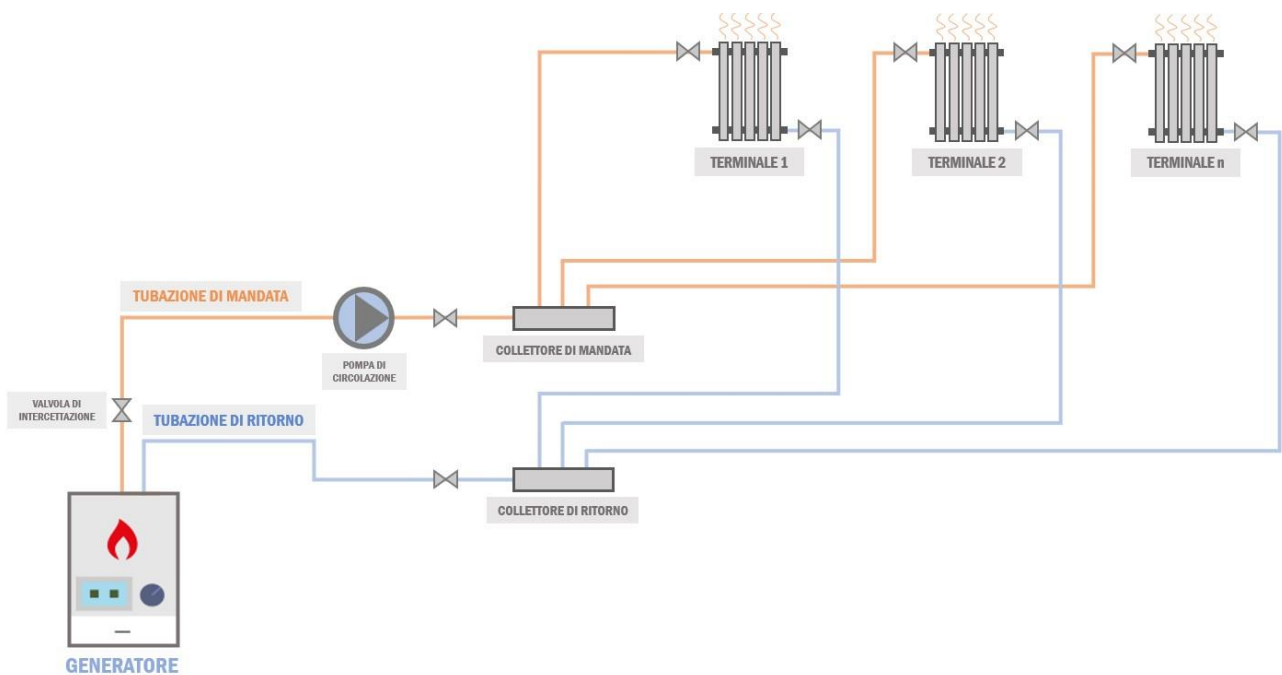 TERMINALE 1
TERMINALE 2
TERMINALE n
TUBAZIONE DI MANDATA
COLLETTORE DI MANDATA
POMPA DI
CIRCOLAZIONE
VALVOLA DI
INTERCETTAZIONE
TUBAZIONE DI RITORNO
COLLETTORE DI RITORNO
GENERATORE